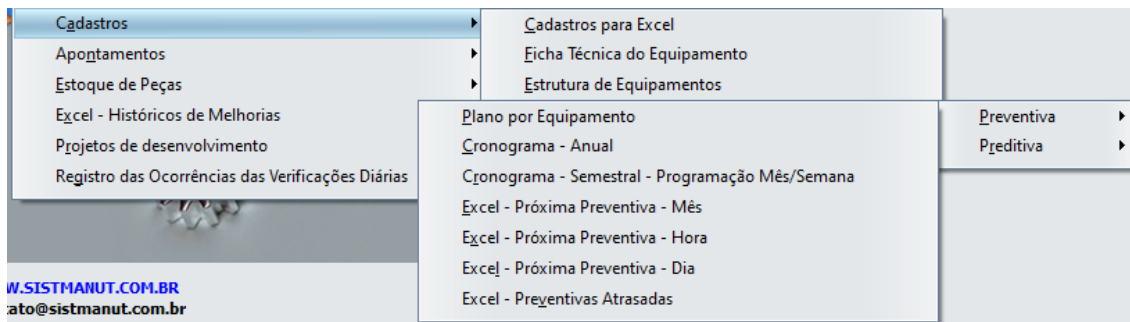 Cadastros
Apontamentos
Estoque de Peças
Excel - Históricos de Melhorias
Projetos de desenvolvimento
Registro das Ocorrências das Verificações Diárias
Cadastros para Excel
Ficha Técnica do Equipamento
Estrutura de Equipamentos
Plano por Equipamento
Cronograma - Anual
Cronograma - Semestral - Programação Mês/Semana
Excel - Próxima Preventiva - Mês
Excel - Próxima Preventiva - Hora
Excel - Próxima Preventiva - Dia
Excel - Preventivas Atrasadas
Preventiva
Preditiva
W.SISTMANUT.COM.BR
tato@sistmanut.com.br